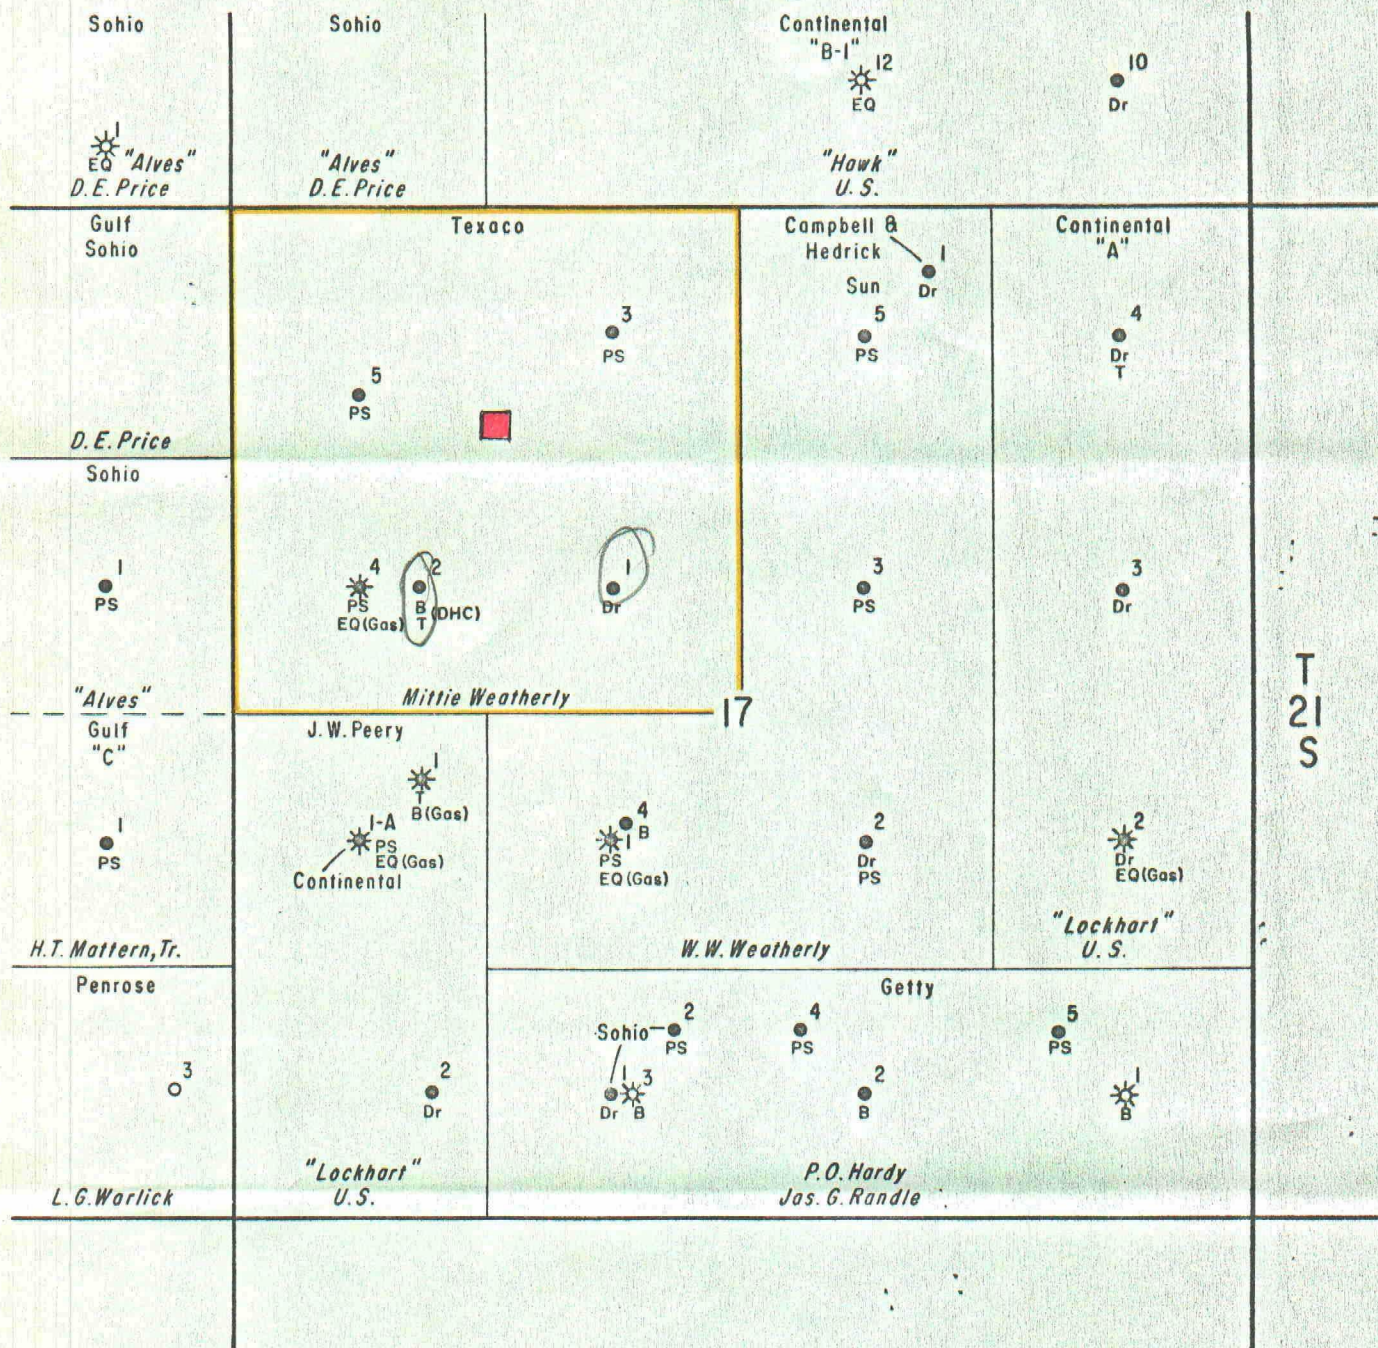 Sohio
Sohio
Continental
"B-1"
12
EQ
10
Dr
1
EQ "Alves"
D.E. Price
"Alves"
D.E. Price
"Hawk"
U.S.
Gulf
Sohio
Texaco
Campbell &
Hedrick
1
Dr
Sun
5
PS
Continental
"A"
4
Dr
T
3
PS
5
PS
D.E. Price
Sohio
1
PS
"Alves"
4
PS
EQ (Gas)
2
B (DHC)
T
1
Dr
Mittie Weatherly
3
PS
3
Dr
17
T
21
S
Gulf
"C"
1
PS
H.T. Mattern, Tr.
J.W. Peery
1
T
B (Gas)
1-A
PS
EQ (Gas)
Continental
4
B
1
PS
EQ (Gas)
2
Dr
PS
2
Dr
EQ (Gas)
W.W. Weatherly
"Lockhart"
U.S.
Penrose
3
L.G. Warlick
2
Dr
"Lockhart"
U.S.
Getty
Sohio
2
PS
4
PS
5
PS
1
Dr
3
B
2
B
1
B
P.O. Hardy
Jas. G. Randle